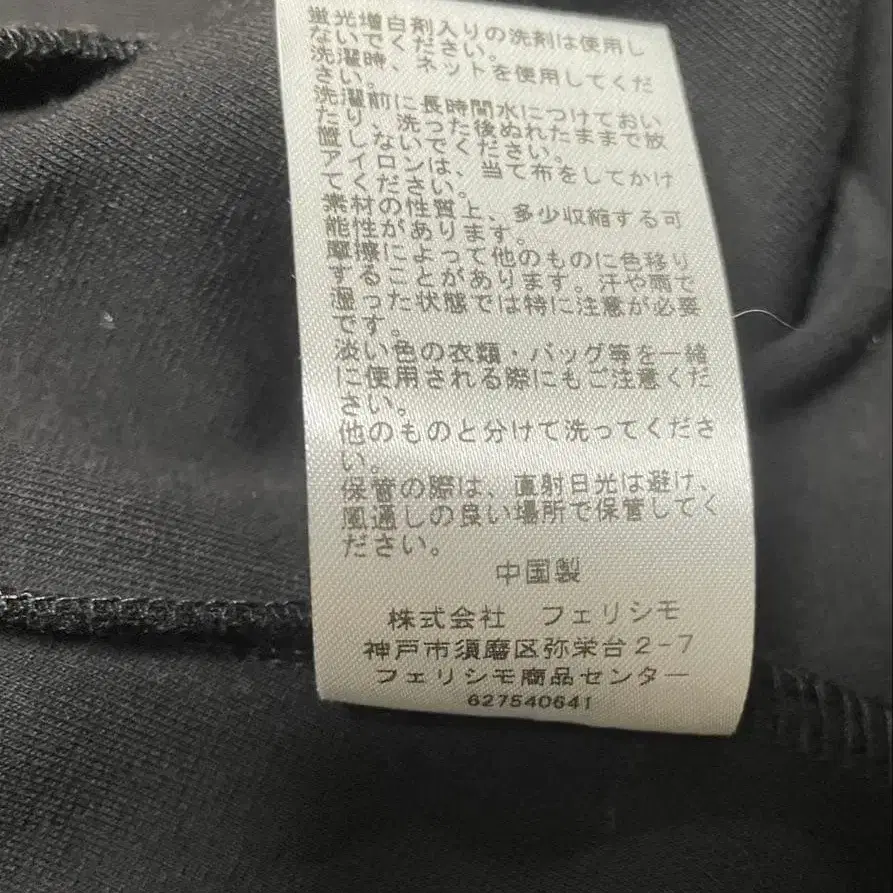 蛍光増白剤入りの洗剤は使用し
ないでください。
洗濯時、ネットを使用してくだ
さい。
洗濯前に長時間水につけておい
たり、洗った後ぬれたままで放
置しないでください。
アイロンは、当て布をしてかけ
てください。
素材の性質上、多少収縮する可
能性があります。
摩擦によって他のものに色移り
することがあります。汗や雨で
湿った状態では特に注意が必要
です。
淡い色の衣類・バッグ等を一緒
に使用される際にもご注意くだ
さい。
他のものと分けて洗ってくださ
い。
保管の際は、直射日光は避け、
風通しの良い場所で保管してく
ださい。
中国製
株式会社 フェリシモ
神戸市須磨区弥栄台2-7
フェリシモ商品センター
627540641